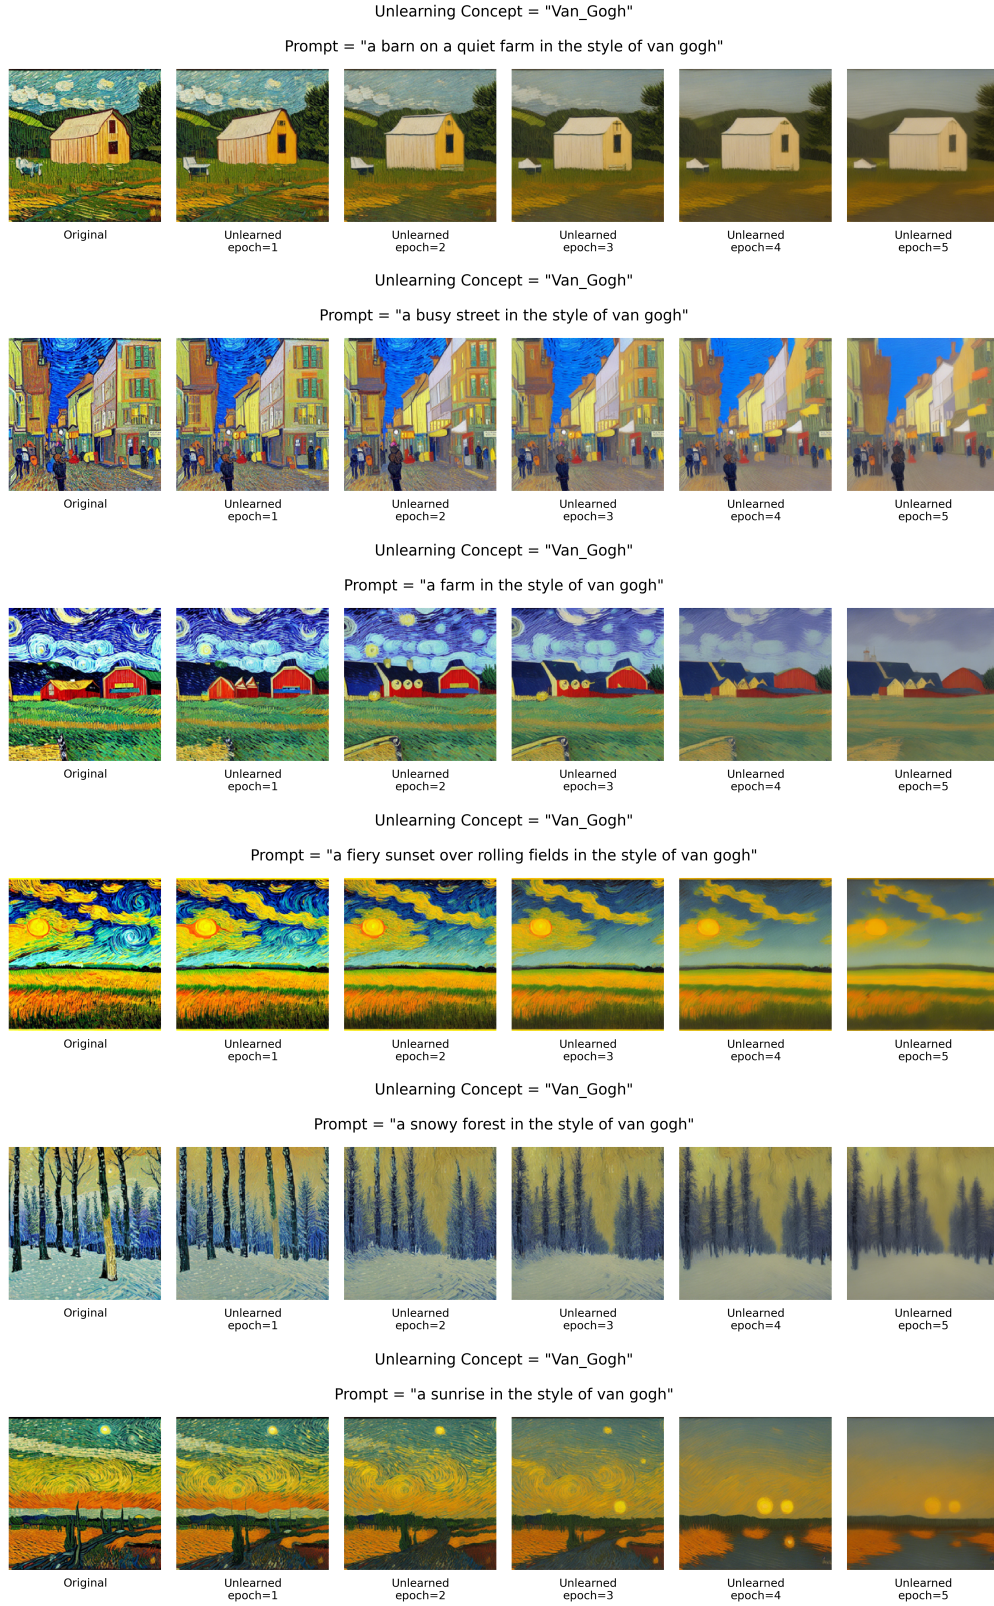 Unlearning Concept = "Van_Gogh"
Prompt = "a barn on a quiet farm in the style of van gogh"
Original
Unlearned
epoch=1
Unlearned
epoch=2
Unlearned
epoch=3
Unlearned
epoch=4
Unlearned
epoch=5
Unlearning Concept = "Van_Gogh"
Prompt = "a busy street in the style of van gogh"
Original
Unlearned
epoch=1
Unlearned
epoch=2
Unlearned
epoch=3
Unlearned
epoch=4
Unlearned
epoch=5
Unlearning Concept = "Van_Gogh"
Prompt = "a farm in the style of van gogh"
Original
Unlearned
epoch=1
Unlearned
epoch=2
Unlearned
epoch=3
Unlearned
epoch=4
Unlearned
epoch=5
Unlearning Concept = "Van_Gogh"
Prompt = "a fiery sunset over rolling fields in the style of van gogh"
Original
Unlearned
epoch=1
Unlearned
epoch=2
Unlearned
epoch=3
Unlearned
epoch=4
Unlearned
epoch=5
Unlearning Concept = "Van_Gogh"
Prompt = "a snowy forest in the style of van gogh"
Original
Unlearned
epoch=1
Unlearned
epoch=2
Unlearned
epoch=3
Unlearned
epoch=4
Unlearned
epoch=5
Unlearning Concept = "Van_Gogh"
Prompt = "a sunrise in the style of van gogh"
Original
Unlearned
epoch=1
Unlearned
epoch=2
Unlearned
epoch=3
Unlearned
epoch=4
Unlearned
epoch=5